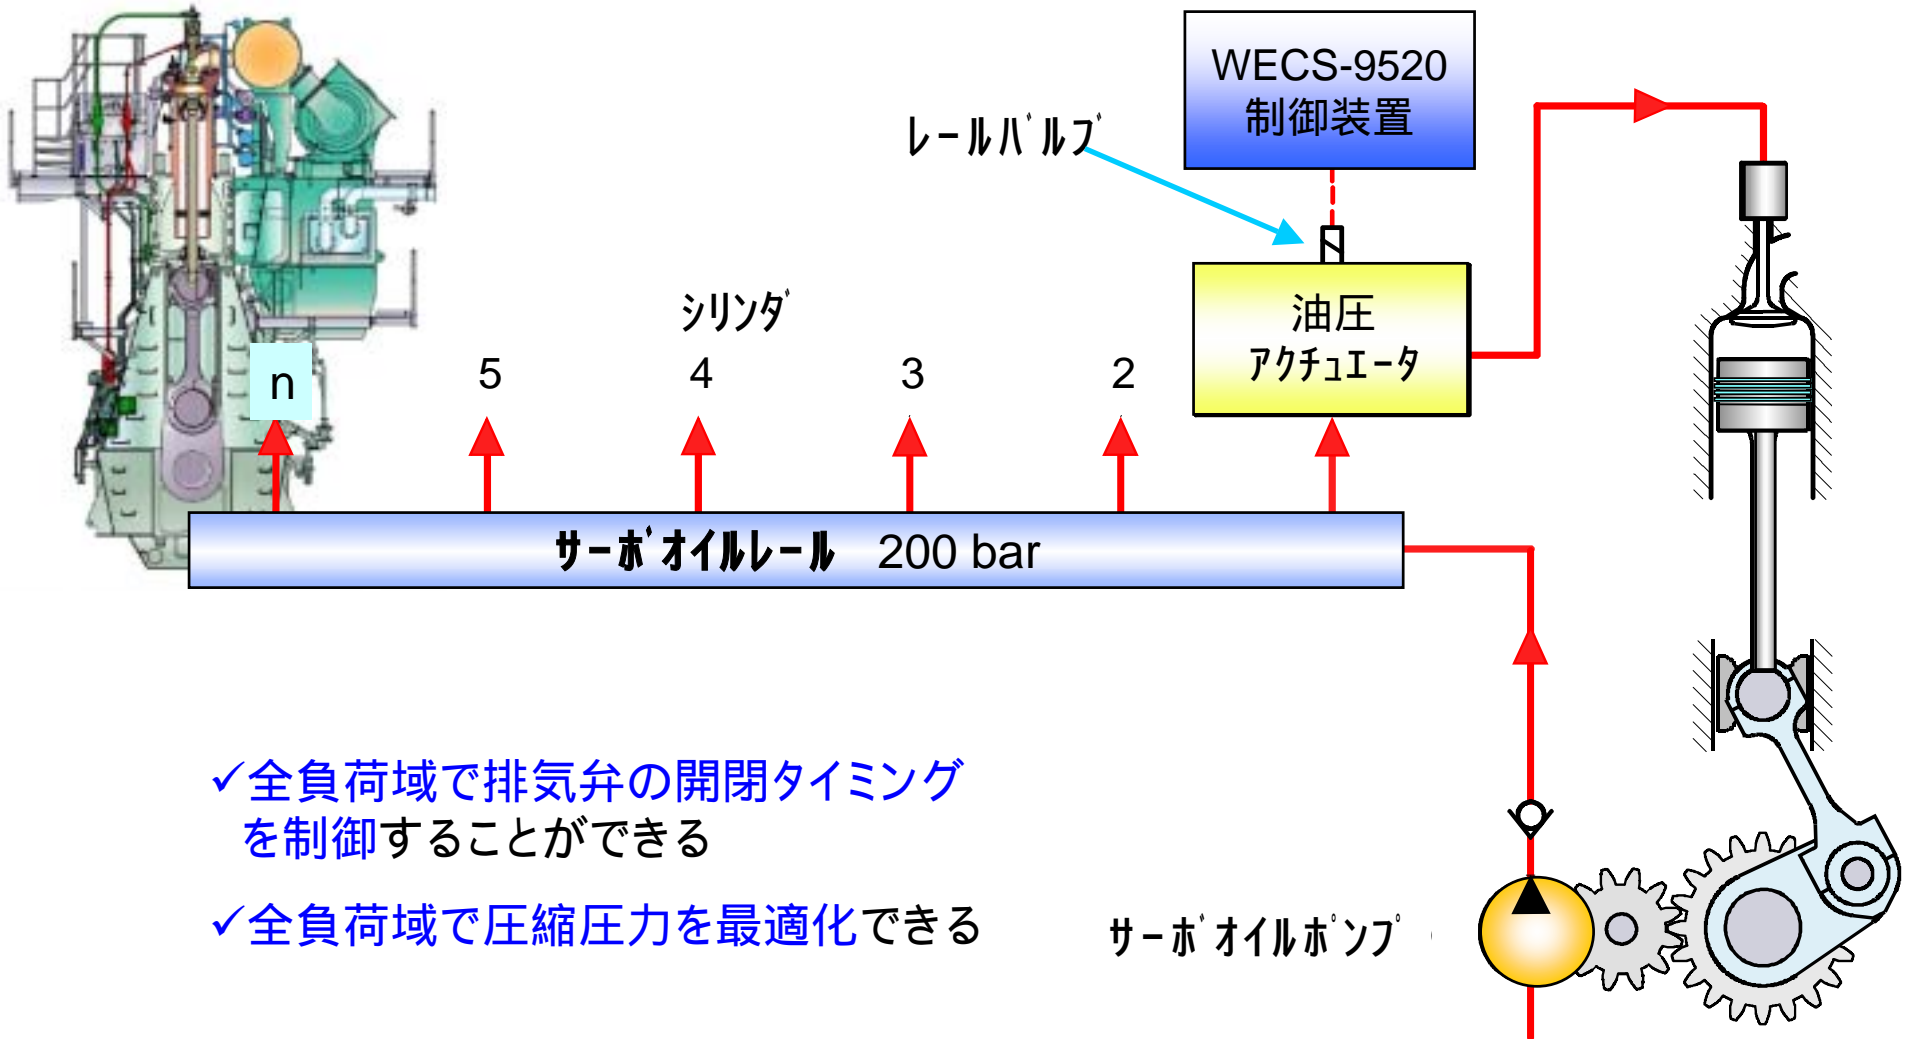 WECS-9520
制御装置
レールバルブ
油圧
アクチュエータ
シリンダ
n
5
4
3
2
サーボオイルレール 200 bar
✓全負荷域で排気弁の開閉タイミング
を制御することができる
✓全負荷域で圧縮圧力を最適化できる
サーボオイルポンプ